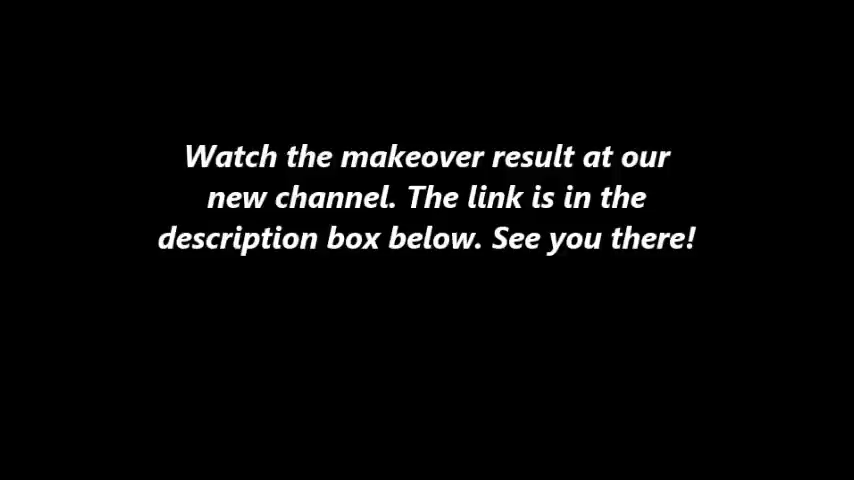 Watch the makeover result at our
new channel. The link is in the
description box below. See you there!